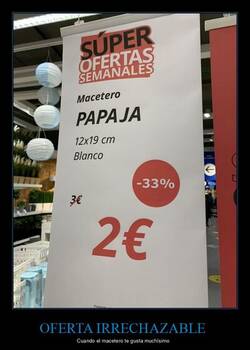 SÚPER
OFERTAS
SEMANALES
Macetero
PAPAJA
12x19 cm
Blanco
-33%
3€
2€
OFERTA IRRECHAZABLE
Cuando el macetero te gusta muchísimo